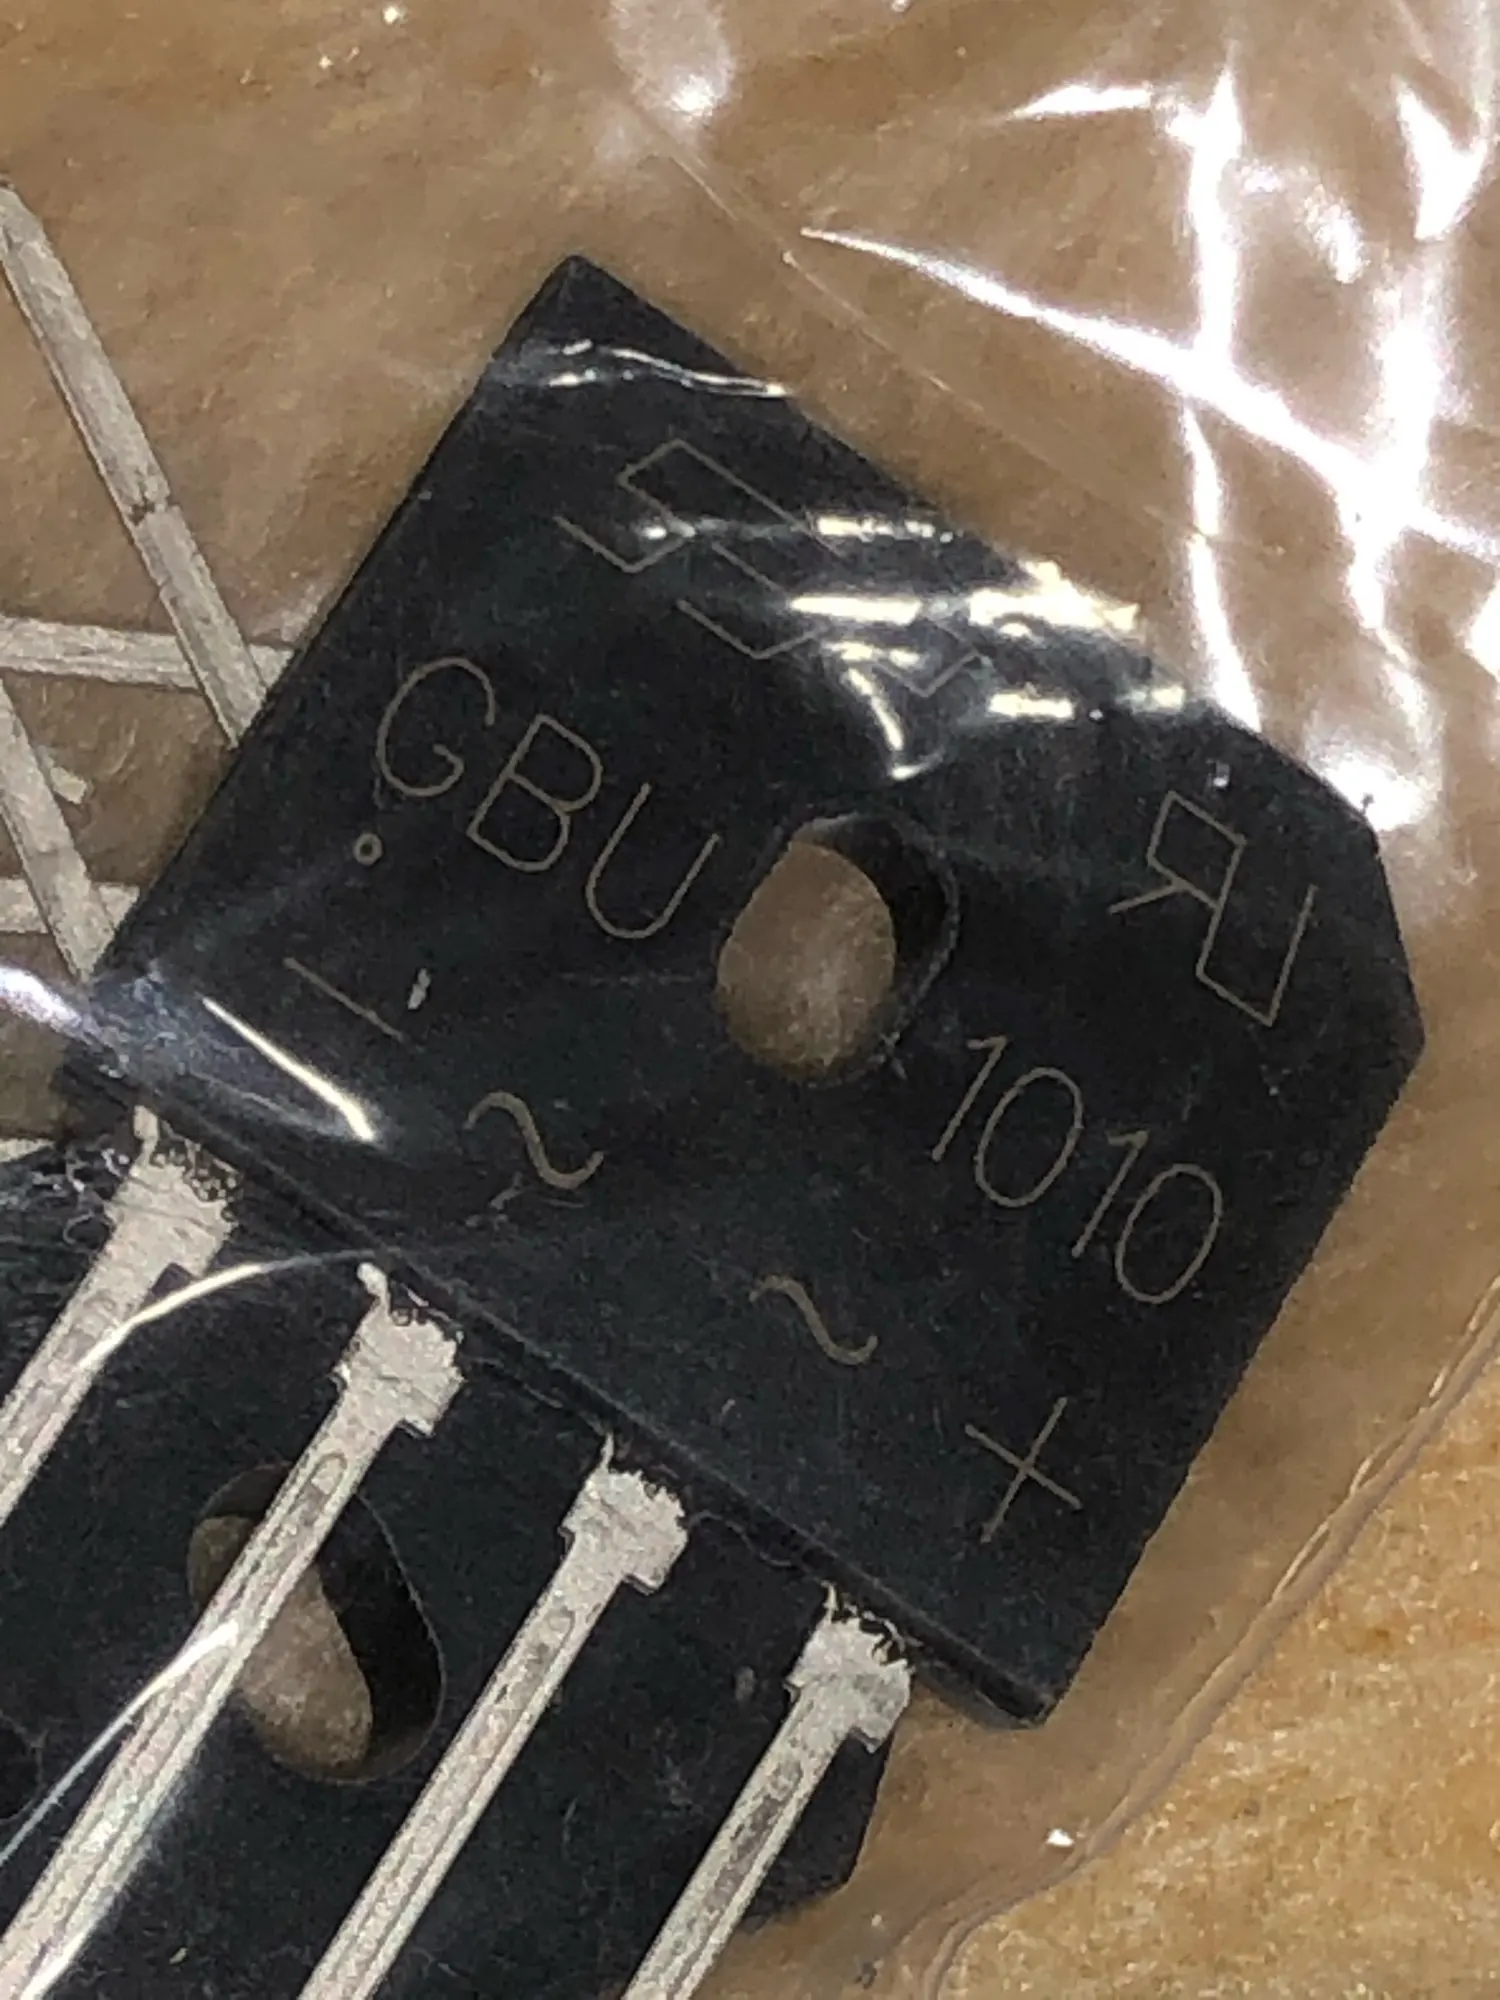 GBU 1010
- ~ ~ +